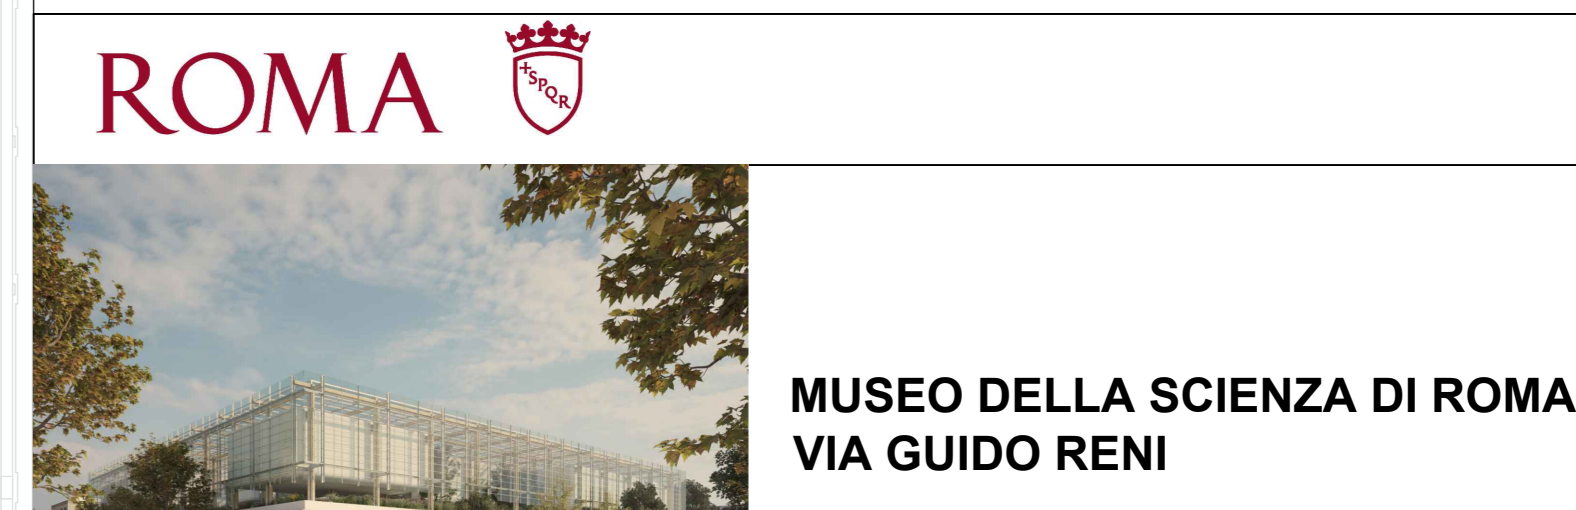 ROMA
+SPQR
MUSEO DELLA SCIENZA DI ROMA
VIA GUIDO RENI